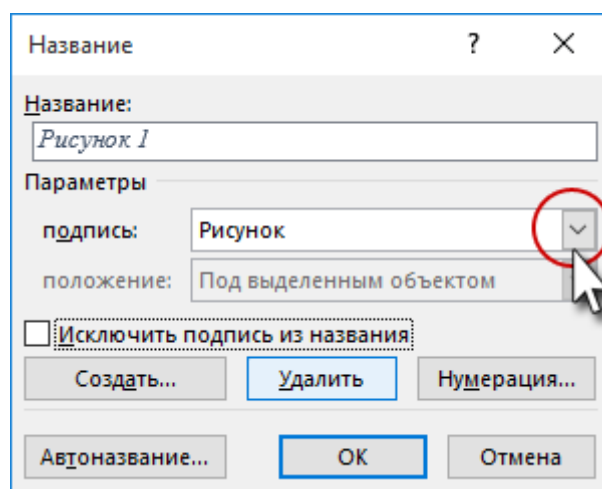 Название ?
Название:
Рисунок 1
Параметры
подпись: Рисунок
положение: Под выделенным объектом
Исключить подпись из названия
Создать... Удалить Нумерация...
Автоназвание... ОК Отмена